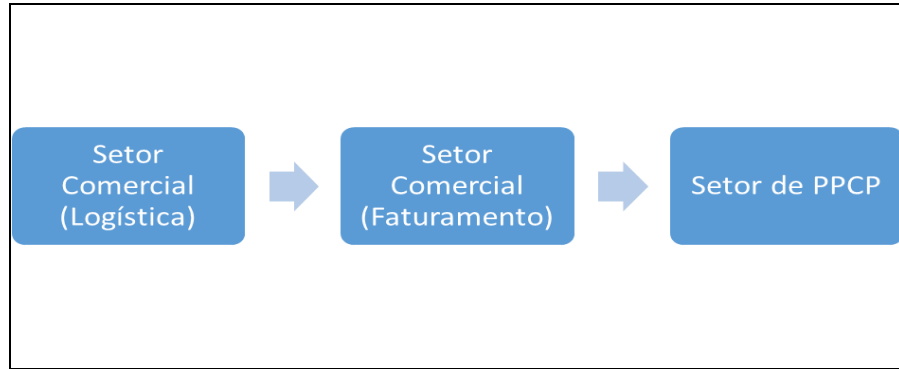 Setor
Comercial
(Logística)
Setor
Comercial
(Faturamento)
Setor de PPCP